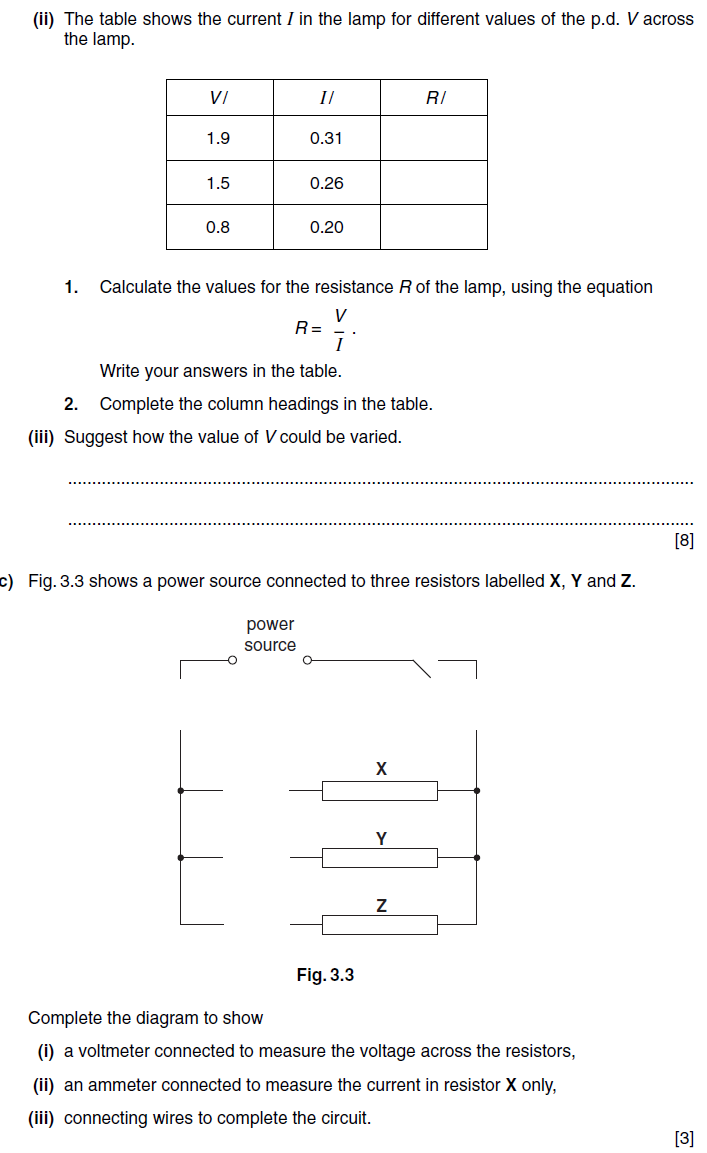 (ii) The table shows the current I in the lamp for different values of the p.d. V across
the lamp.
V/ I/ R/
1.9 0.31
1.5 0.26
0.8 0.20
1. Calculate the values for the resistance R of the lamp, using the equation
R = V/I .
Write your answers in the table.
2. Complete the column headings in the table.
(iii) Suggest how the value of V could be varied.
..........................................................................................................................................
..........................................................................................................................................
[8]
c) Fig. 3.3 shows a power source connected to three resistors labelled X, Y and Z.
power
source
X
Y
Z
Fig. 3.3
Complete the diagram to show
(i) a voltmeter connected to measure the voltage across the resistors,
(ii) an ammeter connected to measure the current in resistor X only,
(iii) connecting wires to complete the circuit.
[3]